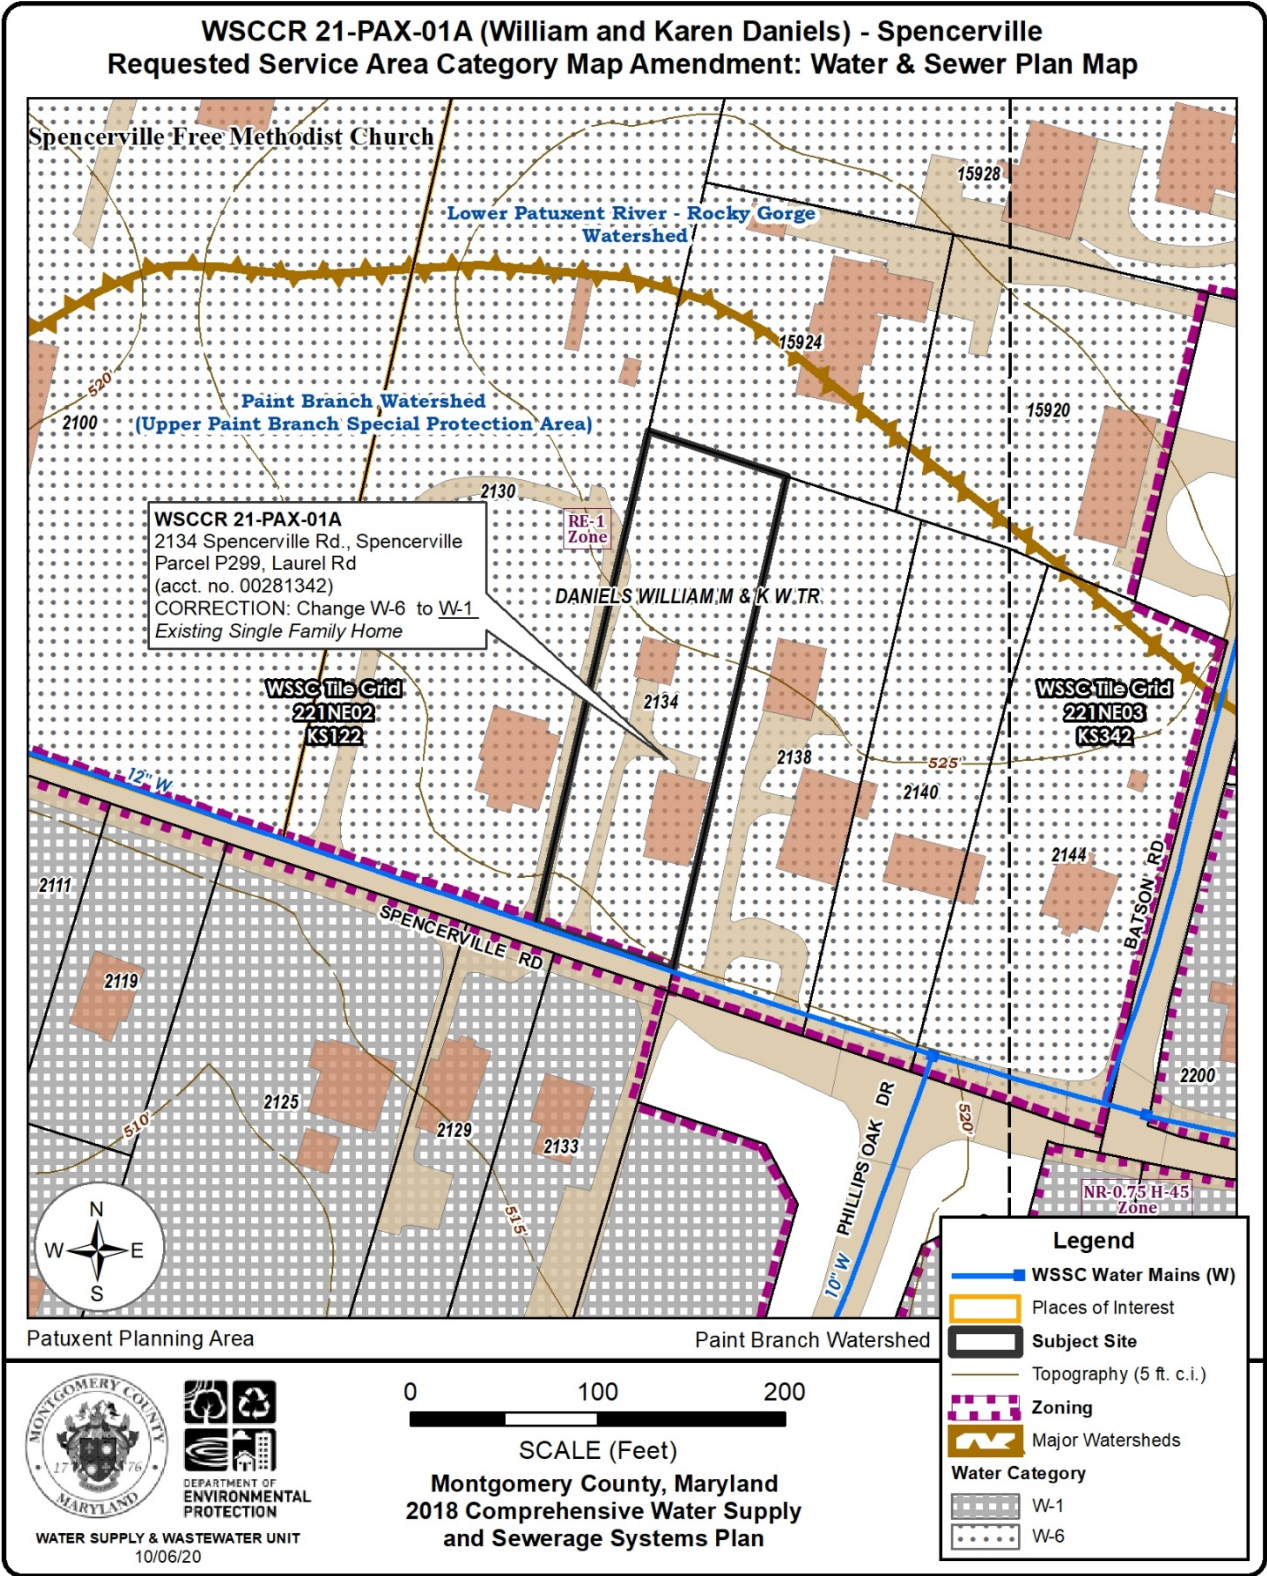 WSCCR 21-PAX-01A (William and Karen Daniels) - Spencerville
Requested Service Area Category Map Amendment: Water & Sewer Plan Map
Spencerville Free Methodist Church
15928
Lower Patuxent River - Rocky Gorge
Watershed
15924
520'
2100
Paint Branch Watershed
(Upper Paint Branch Special Protection Area)
15920
2130
WSCCR 21-PAX-01A
2134 Spencerville Rd., Spencerville
Parcel P299, Laurel Rd
(acct. no. 00281342)
CORRECTION: Change W-6 to W-1
Existing Single Family Home
RE-1
Zone
DANIELS WILLIAM M & K W TR
WSSC Tile Grid
221NE02
KS122
2134
WSSC Tile Grid
221NE03
KS342
2138
525'
2140
12" W
2144
2111
BATSON RD
SPENCERVILLE RD
2119
2125
2129
2133
510'
515'
520'
2200
PHILLIPS OAK DR
10" W
NR-0.75 H-45
Zone
N
W
E
S
Patuxent Planning Area
Paint Branch Watershed
Legend
WSSC Water Mains (W)
Places of Interest
Subject Site
Topography (5 ft. c.i.)
Zoning
Major Watersheds
Water Category
W-1
W-6
MONTGOMERY COUNTY
17 76
MARYLAND
DEPARTMENT OF
ENVIRONMENTAL
PROTECTION
WATER SUPPLY & WASTEWATER UNIT
10/06/20
0 100 200
SCALE (Feet)
Montgomery County, Maryland
2018 Comprehensive Water Supply
and Sewerage Systems Plan